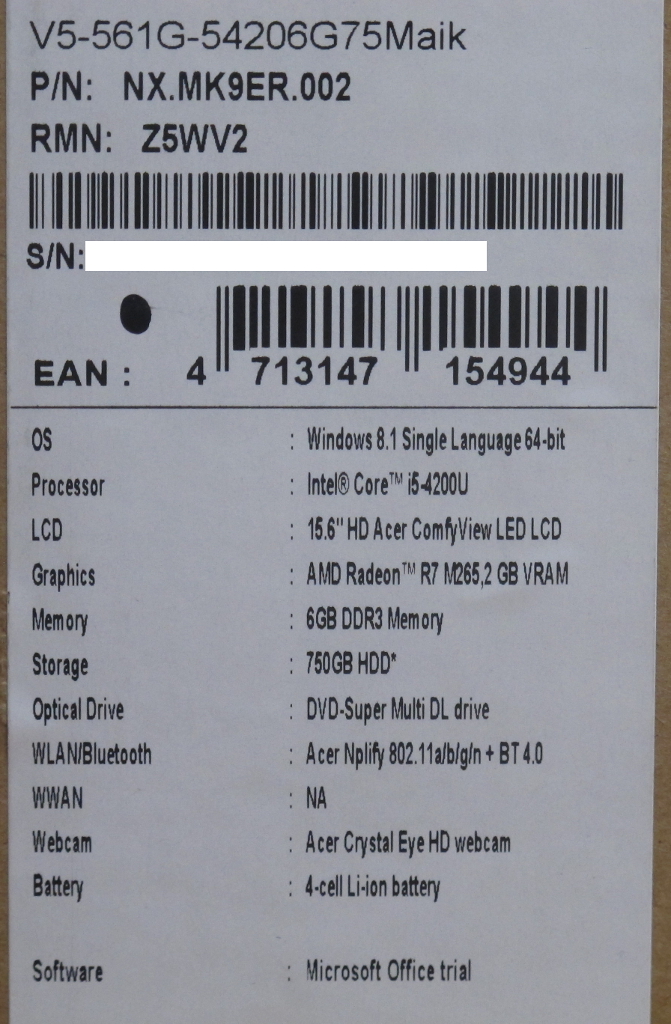 V5-561G-54206G75Maik
P/N: NX.MK9ER.002
RMN: Z5WV2
S/N:
EAN : 4 713147 154944
OS : Windows 8.1 Single Language 64-bit
Processor : Intel® Core™ i5-4200U
LCD : 15.6" HD Acer ComfyView LED LCD
Graphics : AMD Radeon™ R7 M265,2 GB VRAM
Memory : 6GB DDR3 Memory
Storage : 750GB HDD*
Optical Drive : DVD-Super Multi DL drive
WLAN/Bluetooth : Acer Nplify 802.11a/b/g/n + BT 4.0
WWAN : NA
Webcam : Acer Crystal Eye HD webcam
Battery : 4-cell Li-ion battery
Software : Microsoft Office trial